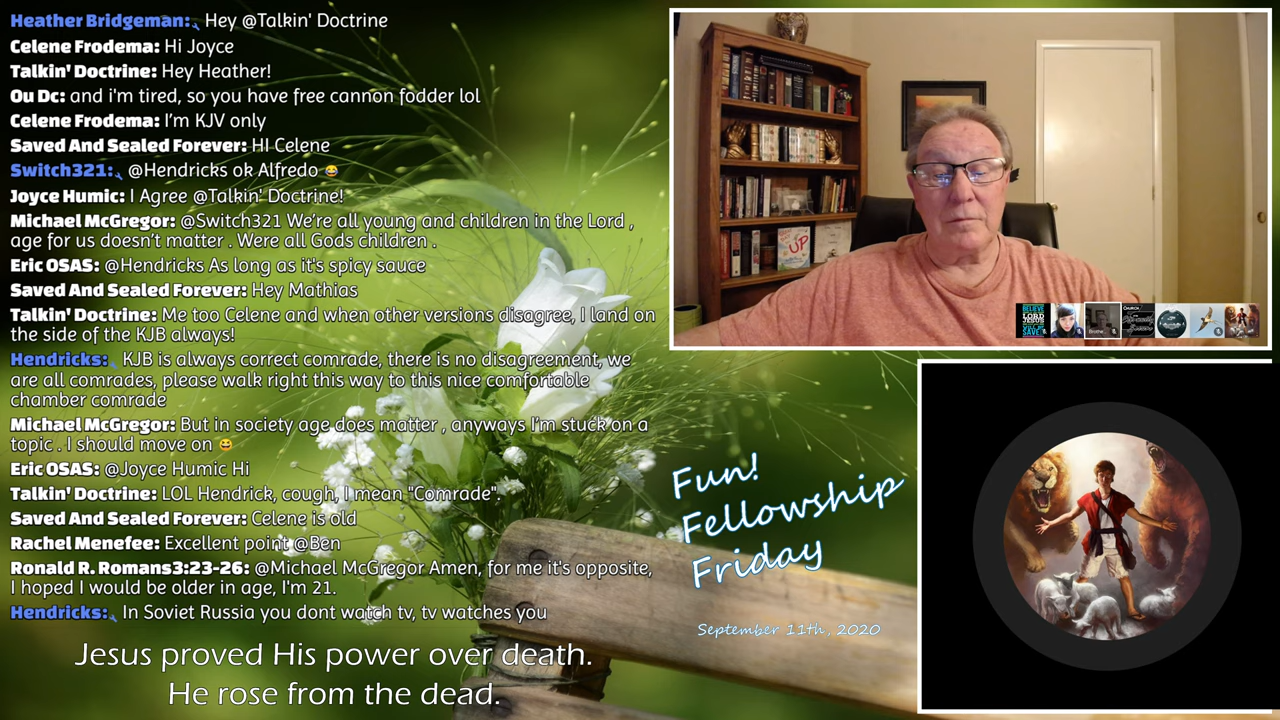 Heather Bridgeman: Hey @Talkin' Doctrine
Celene Frodema: Hi Joyce
Talkin' Doctrine: Hey Heather!
Ou Dc: and i'm tired, so you have free cannon fodder lol
Celene Frodema: I'm KJV only
Saved And Sealed Forever: HI Celene
Switch321: @Hendricks ok Alfredo 😂
Joyce Humic: I Agree @Talkin' Doctrine!
Michael McGregor: @Switch321 We're all young and children in the Lord ,
age for us doesn't matter . Were all Gods children .
Eric OSAS: @Hendricks As long as it's spicy sauce
Saved And Sealed Forever: Hey Mathias
Talkin' Doctrine: Me too Celene and when other versions disagree, I land on
the side of the KJB always!
Hendricks: KJB is always correct comrade, there is no disagreement, we
are all comrades, please walk right this way to this nice comfortable
chamber comrade
Michael McGregor: But in society age does matter , anyways I'm stuck on a
topic . I should move on 😀
Eric OSAS: @Joyce Humic Hi
Talkin' Doctrine: LOL Hendrick, cough, I mean "Comrade".
Saved And Sealed Forever: Celene is old
Rachel Menefee: Excellent point @Ben
Ronald R. Romans3:23-26: @Michael McGregor Amen, for me it's opposite,
I hoped I would be older in age, I'm 21.
Hendricks: In Soviet Russia you dont watch tv, tv watches you
Jesus proved His power over death.
He rose from the dead.
UP
BELIEVE
LORD
JESUS
SAVED
CHURCH
Fun!
Fellowship
Friday
September 11th, 2020